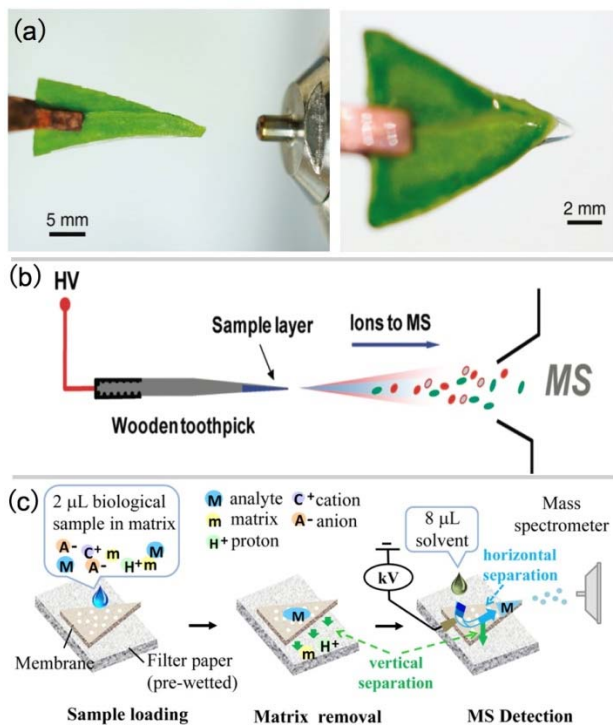 (a)
5 mm
2 mm
(b)
HV
Sample layer
Ions to MS
MS
Wooden toothpick
(c)
2 μL biological
sample in matrix
A- C+ m M
M A- H+ m
M analyte C+ cation
m matrix A- anion
H+ proton
8 μL
solvent
Mass
spectrometer
kV
horizontal
separation
M
M
m H+
vertical
separation
Membrane
Filter paper
(pre-wetted)
Sample loading
Matrix removal
MS Detection